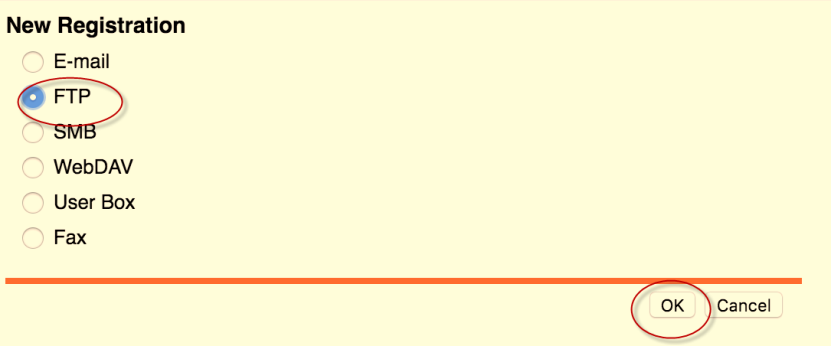 New Registration
E-mail
FTP
SMB
WebDAV
User Box
Fax
OK Cancel